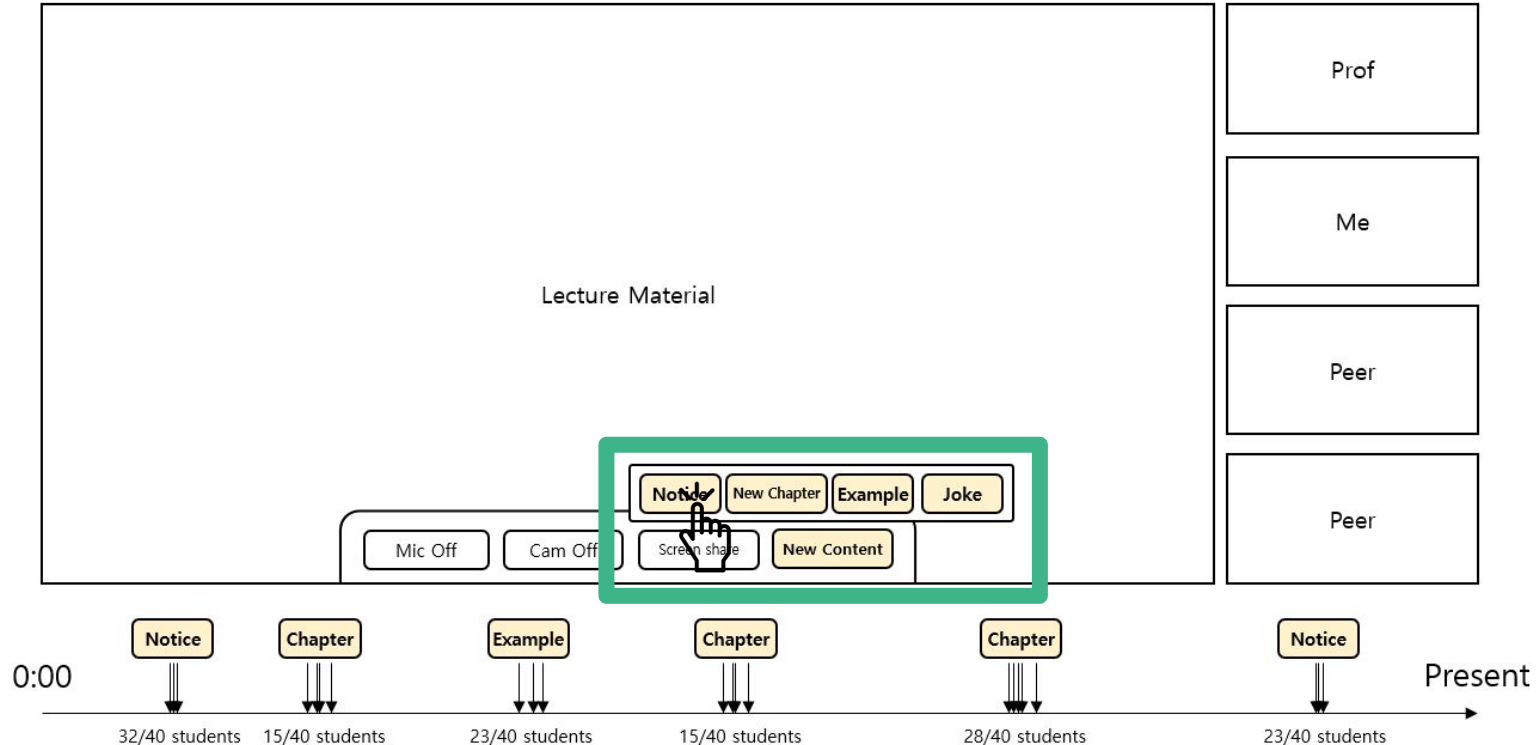 Prof
Me
Lecture Material
Peer
Notice New Chapter Example Joke
Mic Off Cam Off Screen share New Content
Peer
Notice Chapter Example Chapter Chapter Notice
0:00 Present
32/40 students 15/40 students 23/40 students 15/40 students 28/40 students 23/40 students